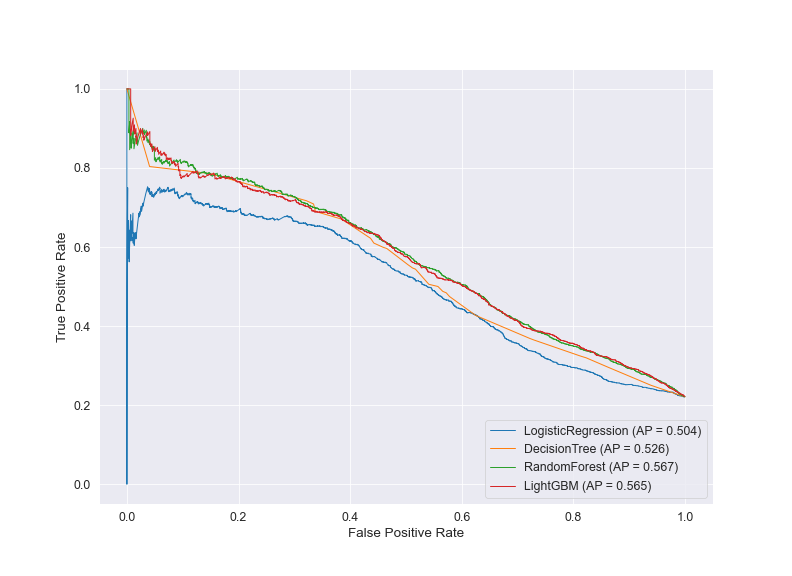 1.0
0.8
0.6
0.4
0.2
0.0
True Positive Rate
0.0 0.2 0.4 0.6 0.8 1.0
False Positive Rate
LogisticRegression (AP = 0.504)
DecisionTree (AP = 0.526)
RandomForest (AP = 0.567)
LightGBM (AP = 0.565)